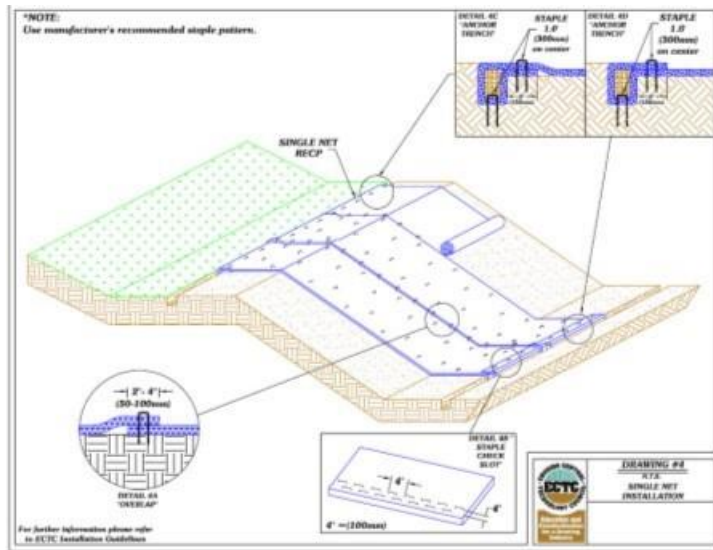 *NOTE:
Use manufacturer's recommended staple pattern.
DETAIL 4C
"ANCHOR
TRENCH"
STAPLE
1.0'
(300mm)
on center
DETAIL 4D
"ANCHOR
TRENCH"
STAPLE
1.0'
(300mm)
on center
SINGLE NET
RECP
2"- 4"
(50-100mm)
DETAIL 4A
"OVERLAP"
DETAIL 4B
STAPLE
CHECK
SLOT"
4"
4"
4" =(100mm)
ECTC
DRAWING #4
N.T.S.
SINGLE NET
INSTALLATION
For further information please refer
to ECTC Installation Guidelines